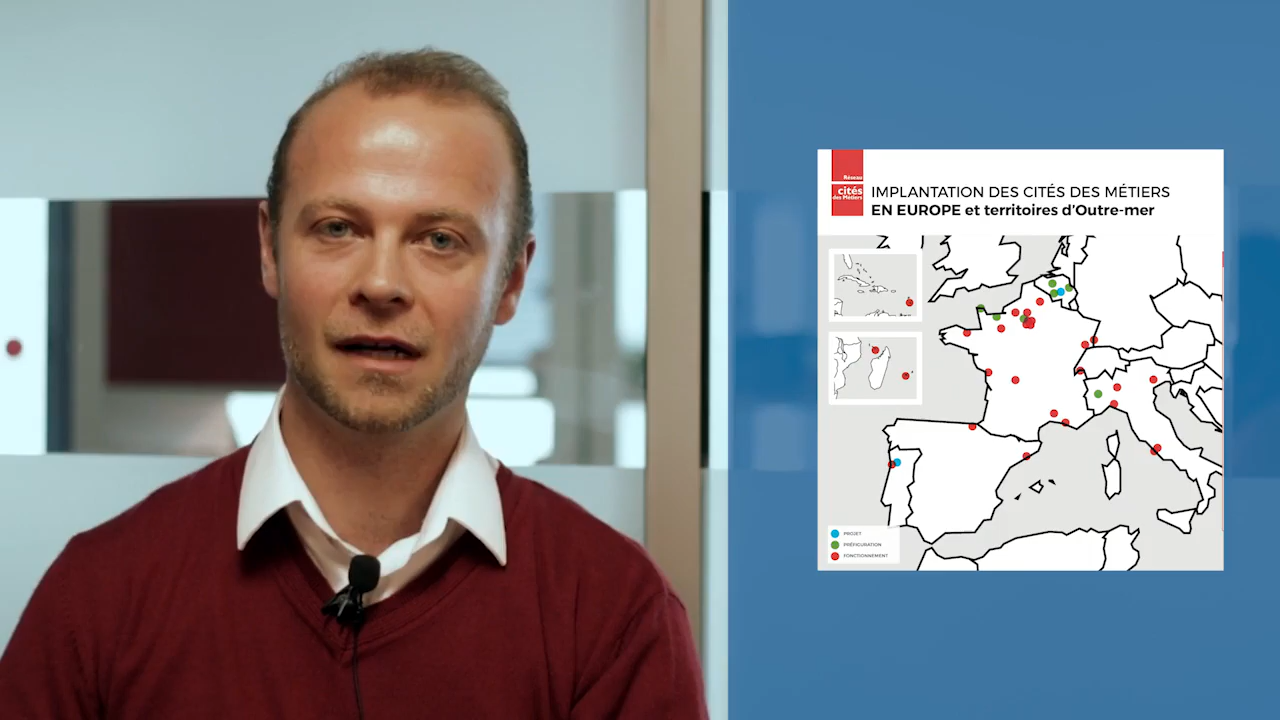 Réseau
cités
des Métiers
IMPLANTATION DES CITÉS DES MÉTIERS
EN EUROPE et territoires d'Outre-mer
PROJET
PRÉFIGURATION
FONCTIONNEMENT